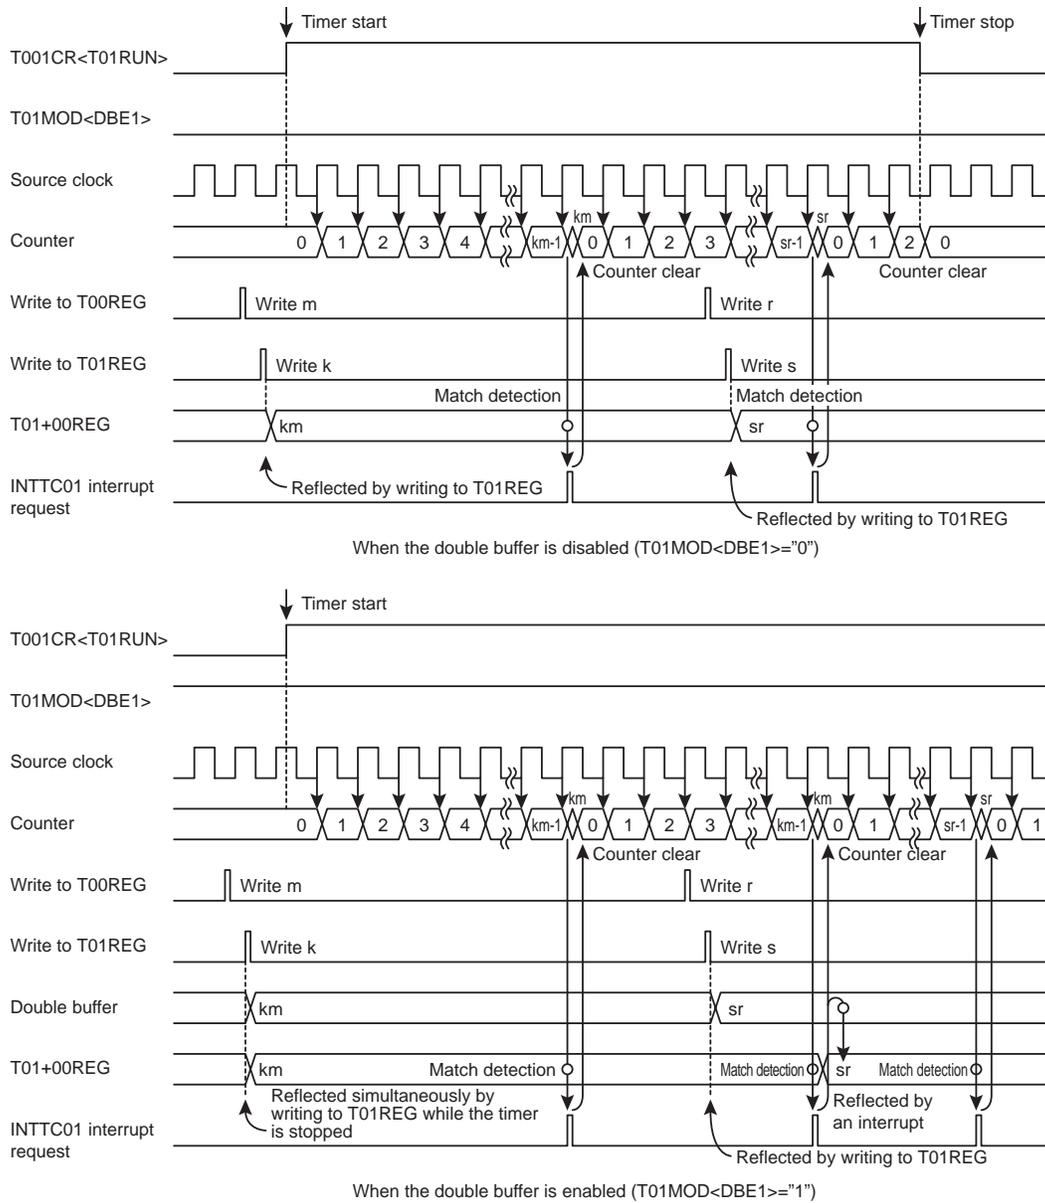 Timer start
Timer stop
T001CR<T01RUN>
T01MOD<DBE1>
Source clock
km sr
Counter 0 1 2 3 4 km-1 0 1 2 3 sr-1 0 1 2 0
Counter clear Counter clear
Write to T00REG Write m Write r
Write to T01REG Write k Write s
Match detection Match detection
T01+00REG km sr
INTTC01 interrupt
request
Reflected by writing to T01REG
Reflected by writing to T01REG
When the double buffer is disabled (T01MOD<DBE1>=”0”)
Timer start
T001CR<T01RUN>
T01MOD<DBE1>
Source clock
km km sr
Counter 0 1 2 3 4 km-1 0 1 2 3 km-1 0 1 sr-1 0 1
Counter clear Counter clear
Write to T00REG Write m Write r
Write to T01REG Write k Write s
Double buffer km sr
T01+00REG km Match detection Match detection sr Match detection
Reflected simultaneously by
writing to T01REG while the timer
is stopped
Reflected by
an interrupt
INTTC01 interrupt
request
Reflected by writing to T01REG
When the double buffer is enabled (T01MOD<DBE1>=”1”)